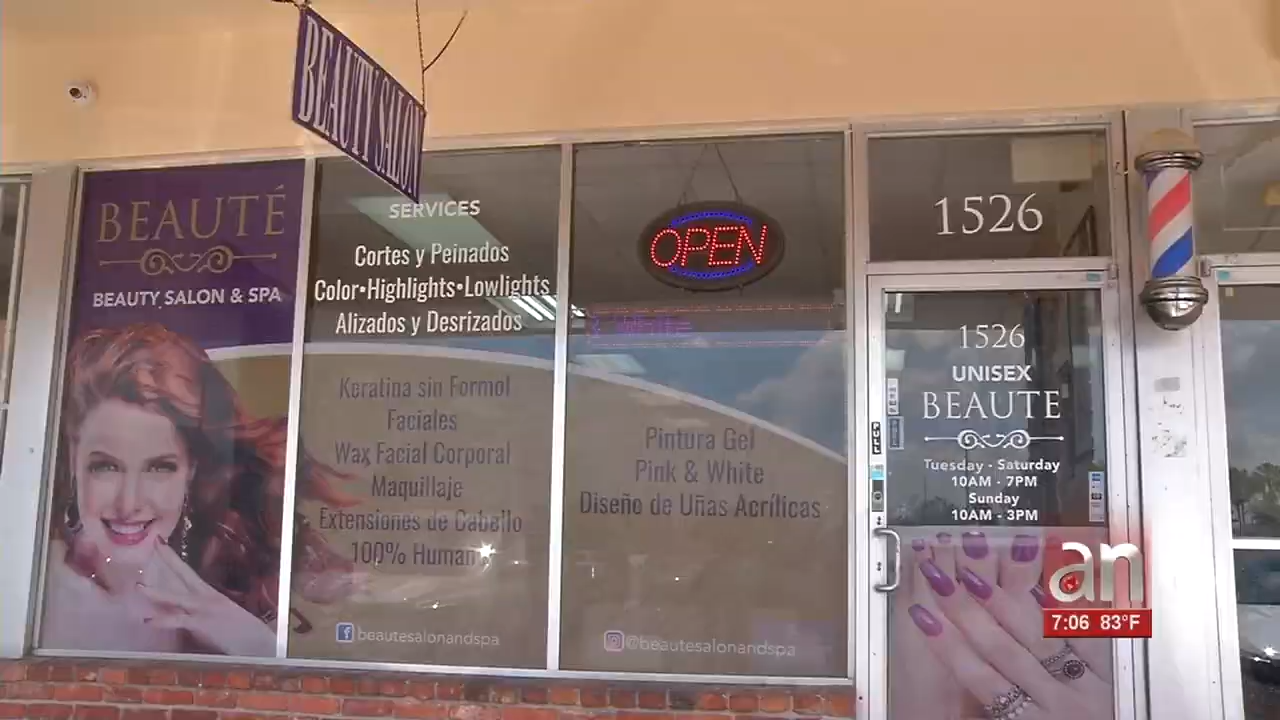 BEAUTY SALON
BEAUTÉ
BEAUTY SALON & SPA
SERVICES
Cortes y Peinados
Color•Highlights•Lowlights
Alizados y Desrizados
Keratina sin Formol
Faciales
Wax Facial Corporal
Maquillaje
Extensiones de Cabello
100% Human
beautesalonandspa
OPEN
Pintura Gel
Pink & White
Diseño de Uñas Acrílicas
@beautesalonandspa
1526
1526
UNISEX
BEAUTE
Tuesday - Saturday
10AM - 7PM
Sunday
10AM - 3PM
an
7:06 83°F